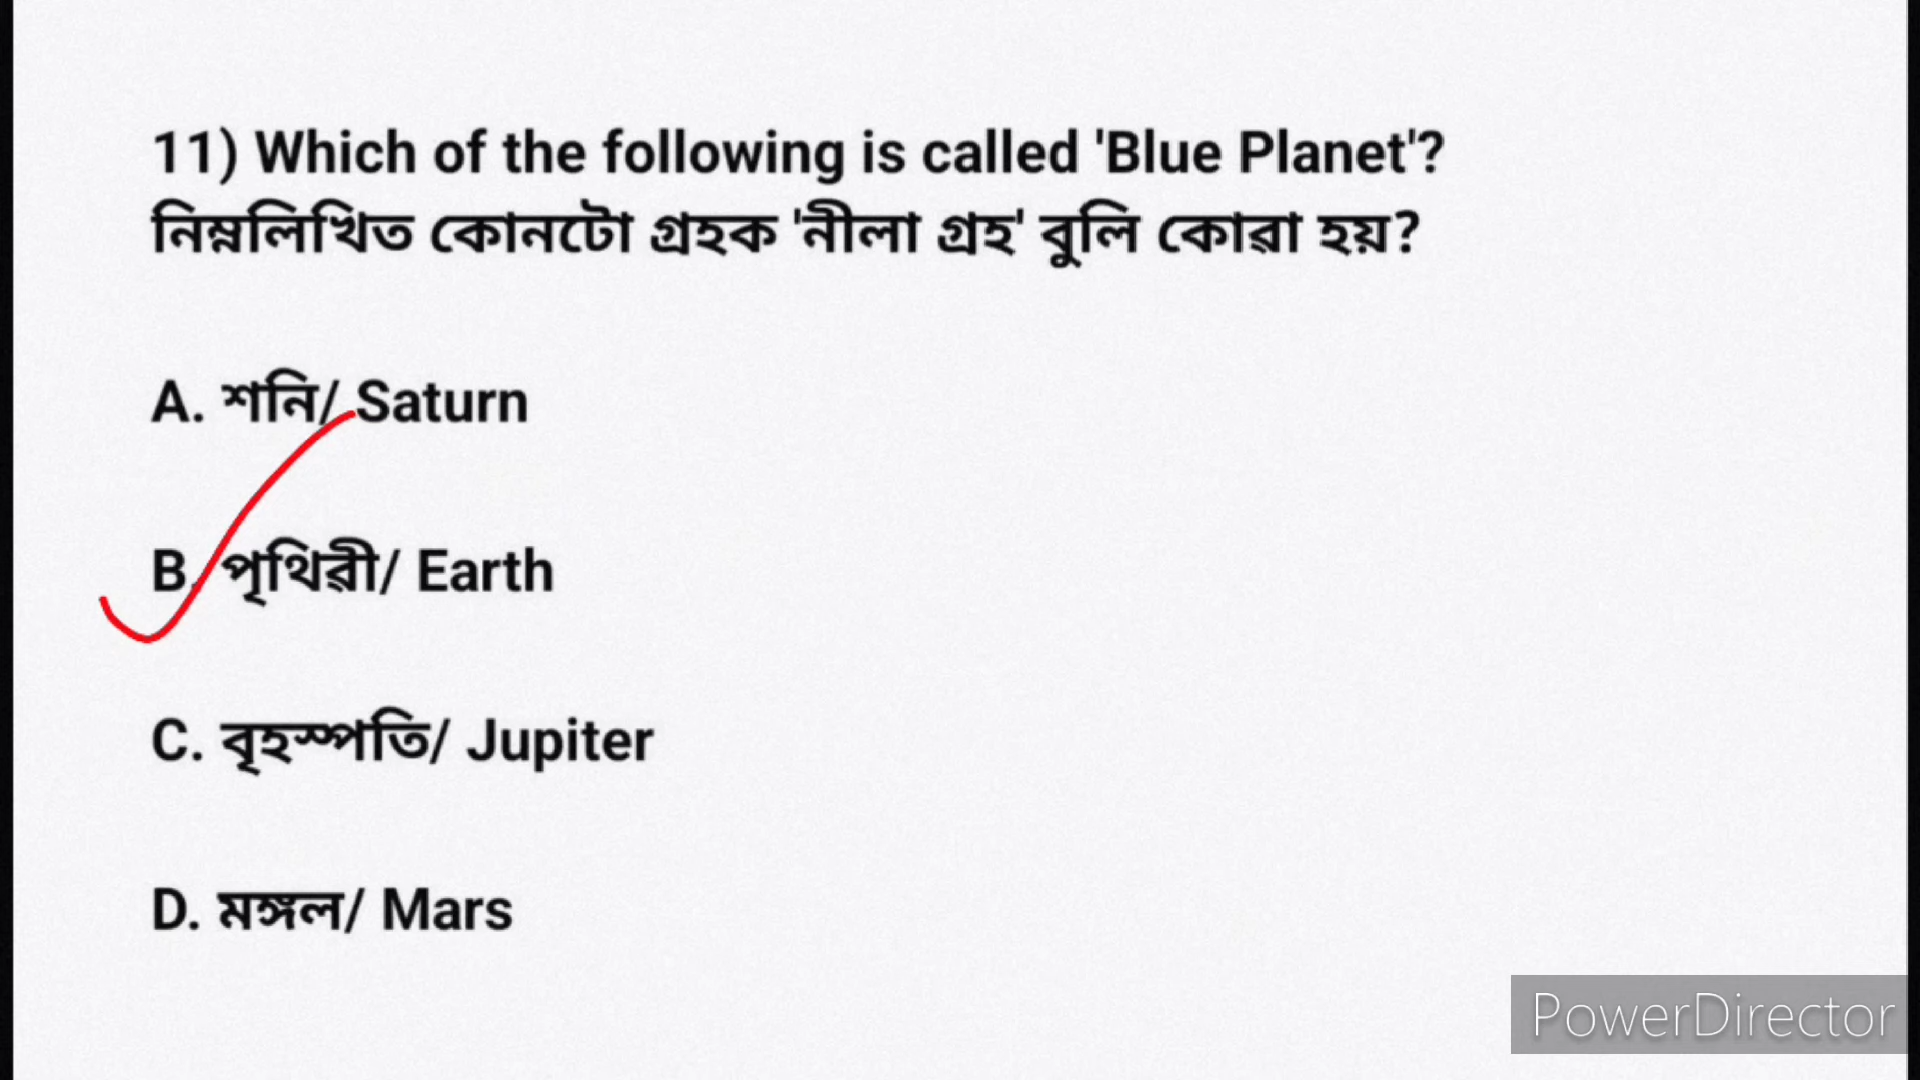 11) Which of the following is called 'Blue Planet'?
নিম্নলিখিত কোনটো গ্ৰহক 'নীলা গ্ৰহ' বুলি কোৱা হয়?
A. শনি/ Saturn
B. পৃথিৱী/ Earth
C. বৃহস্পতি/ Jupiter
D. মঙ্গল/ Mars
PowerDirector